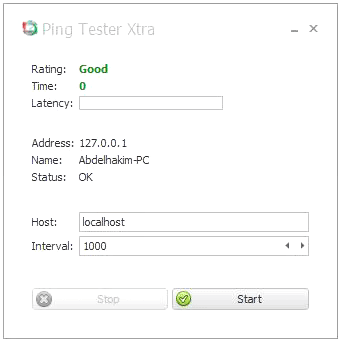 Ping Tester Xtra
Rating: Good
Time: 0
Latency:
Address: 127.0.0.1
Name: Abdelhakim-PC
Status: OK
Host: localhost
Interval: 1000
Stop Start